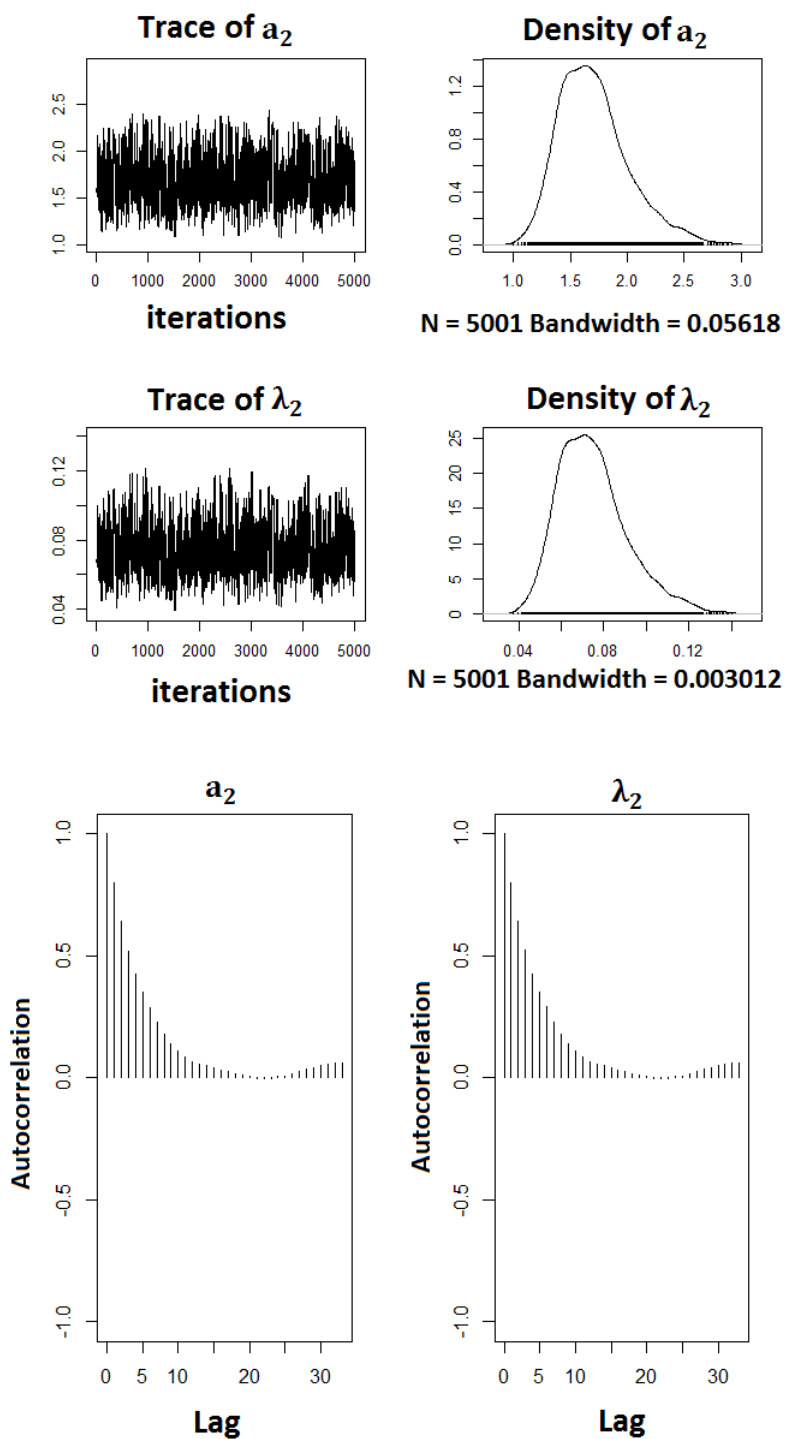 Trace of a₂
Density of a₂
1.0 1.5 2.0 2.5
0 1000 2000 3000 4000 5000
iterations
0.0 0.4 0.8 1.2
1.0 1.5 2.0 2.5 3.0
N = 5001 Bandwidth = 0.05618
Trace of λ₂
Density of λ₂
0.04 0.08 0.12
0 1000 2000 3000 4000 5000
iterations
0 5 10 15 20 25
0.04 0.08 0.12
N = 5001 Bandwidth = 0.003012
a₂
λ₂
Autocorrelation
-1.0 -0.5 0.0 0.5 1.0
0 5 10 20 30
Lag
Autocorrelation
-1.0 -0.5 0.0 0.5 1.0
0 5 10 20 30
Lag